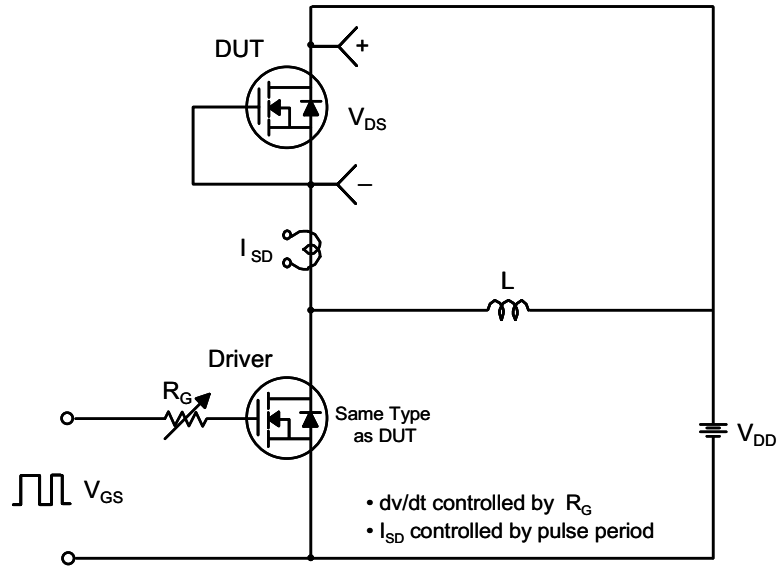 DUT
+
V_DS
–
I_SD
L
Driver
R_G
Same Type
as DUT
V_DD
V_GS
• dv/dt controlled by R_G
• I_SD controlled by pulse period